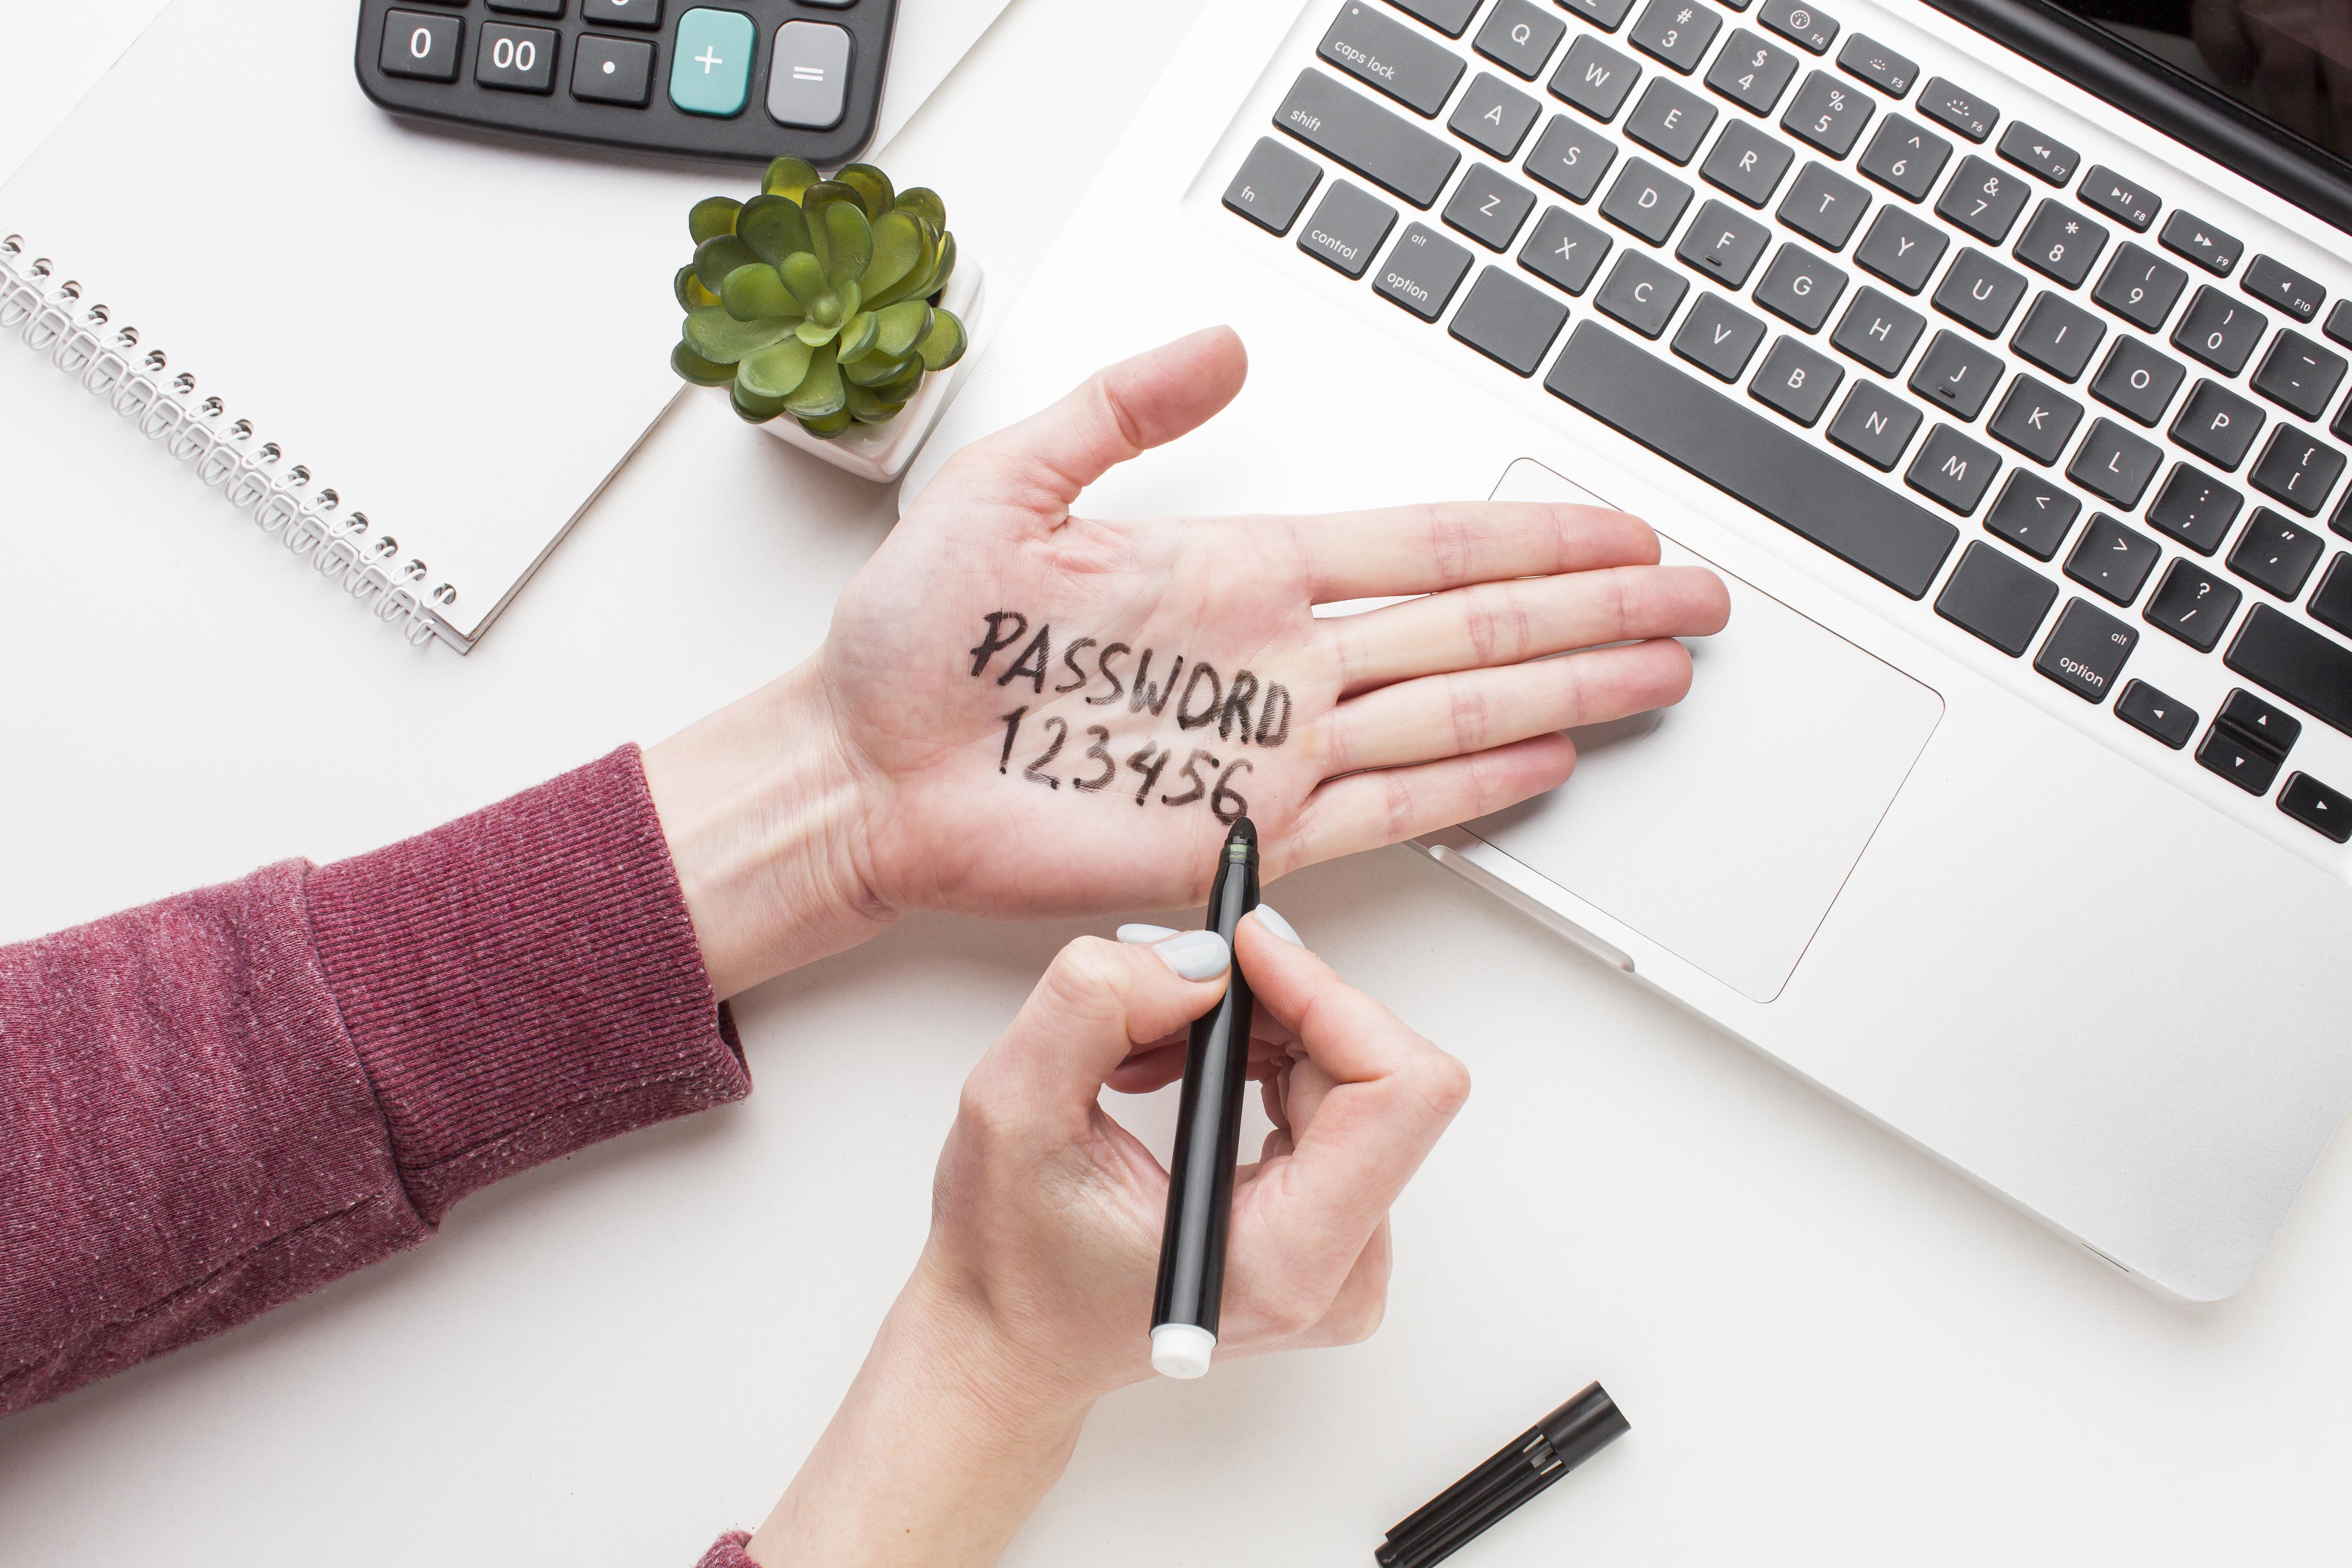 0 00 . + =
PASSWORD
123456
caps lock
shift
fn
control
alt
option
Q W E R T Y U I O P
A S D F G H J K L
Z X C V B N M
# 3
$ 4
% 5
^ 6
& 7
* 8
( 9
) 0
F4
F5
F6
F7
F8
F9
F10
{ [
: ;
" '
< ,
> .
? /
alt
option